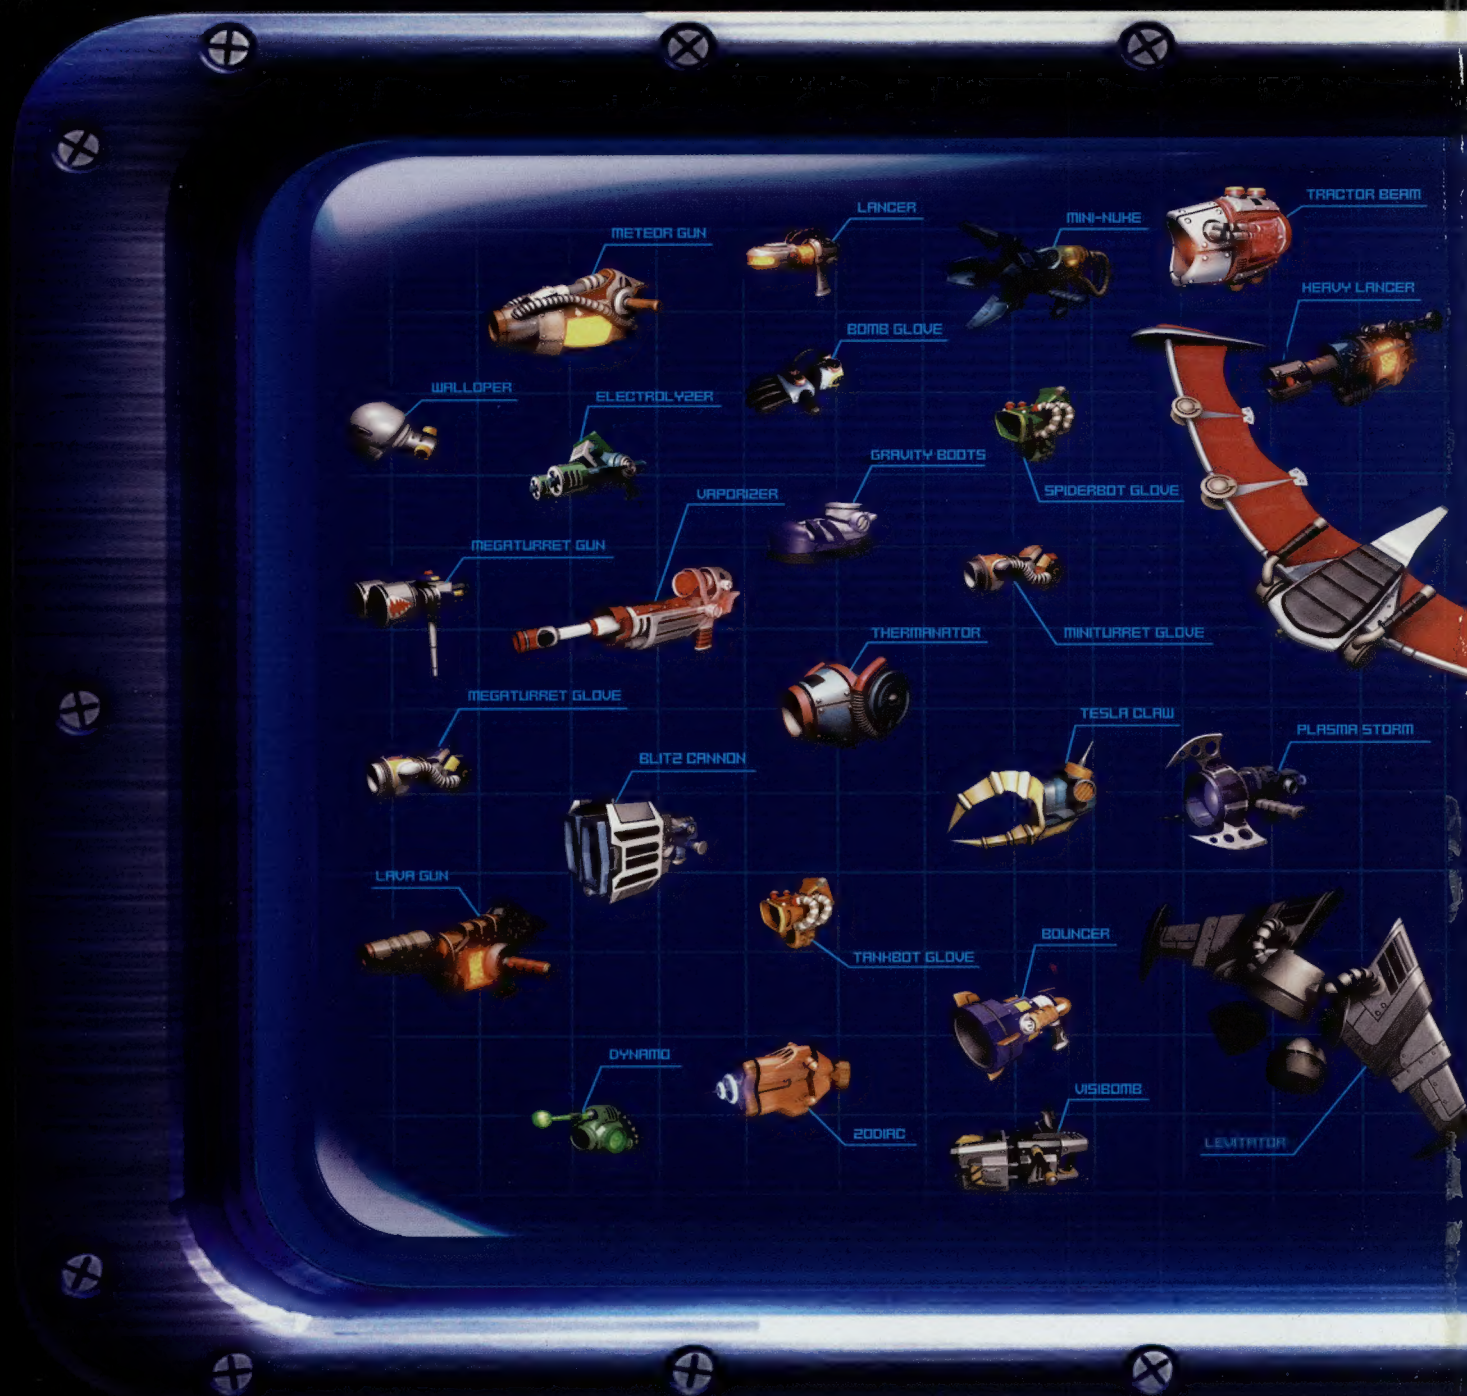 TRACTOR BEAM
LANCER
MINI-NUKE
METEOR GUN
HEAVY LANCER
BOMB GLOVE
WALLOPER
ELECTROLYZER
GRAVITY BOOTS
SPIDERBOT GLOVE
VAPORIZER
MEGATURRET GUN
THERMANATOR
MINITURRET GLOVE
MEGATURRET GLOVE
TESLA CLAW
PLASMA STORM
BLITZ CANNON
LAVA GUN
BOUNCER
TANKBOT GLOVE
DYNAMO
VISIBOMB
ZODIAC
LEVITATOR